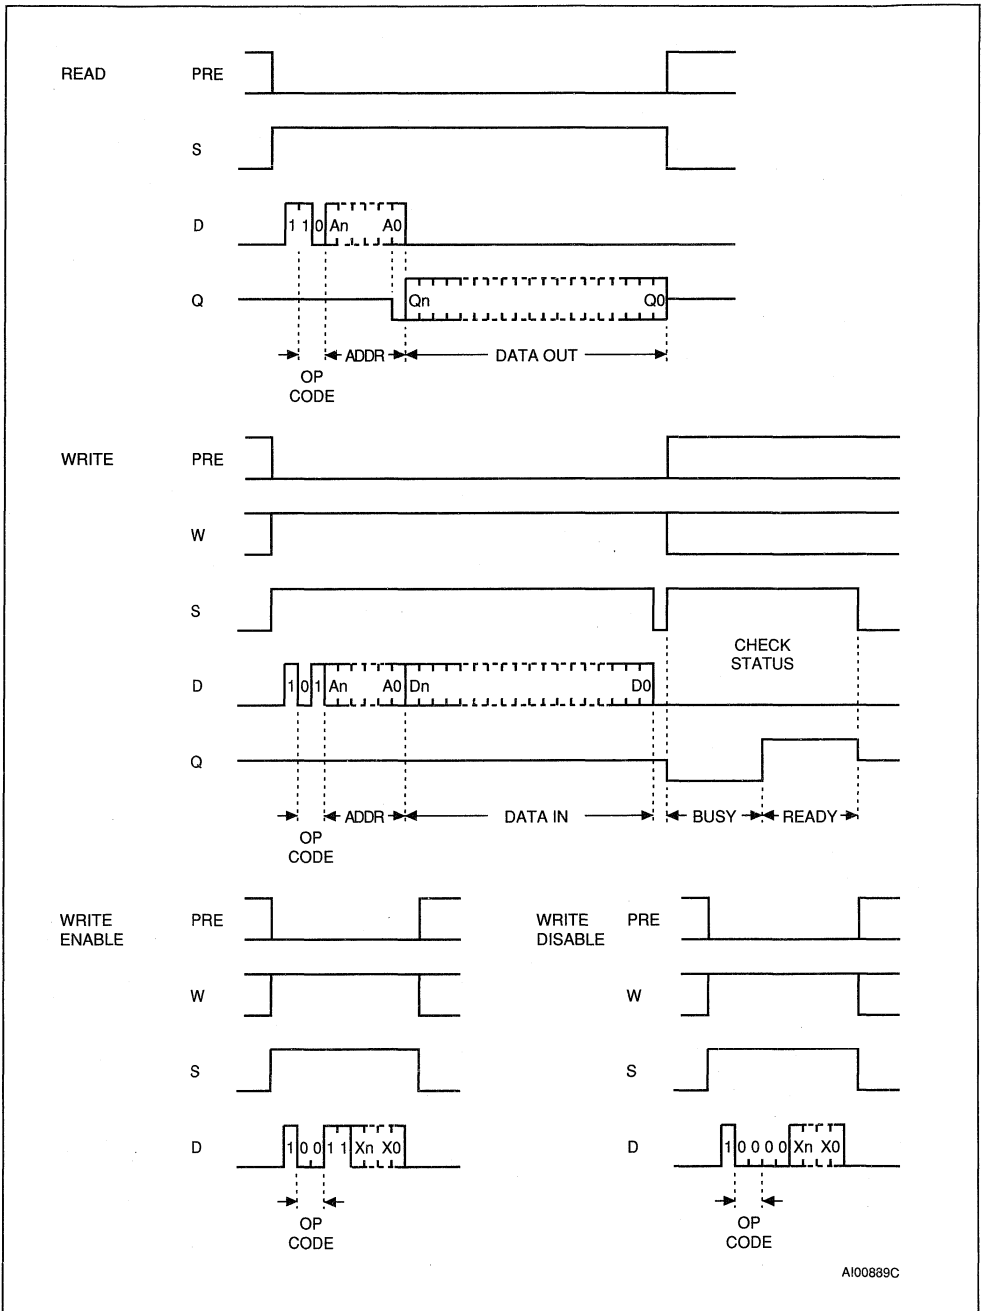 READ
PRE
S
D
1 1 0 An A0
Q
Qn Q0
ADDR DATA OUT
OP
CODE
WRITE
PRE
W
S
CHECK
STATUS
D
1 0 1 An A0 Dn D0
Q
ADDR DATA IN BUSY READY
OP
CODE
WRITE
ENABLE
PRE
W
S
D
1 0 0 1 1 Xn X0
OP
CODE
WRITE
DISABLE
PRE
W
S
D
1 0 0 0 0 Xn X0
OP
CODE
AI00889C